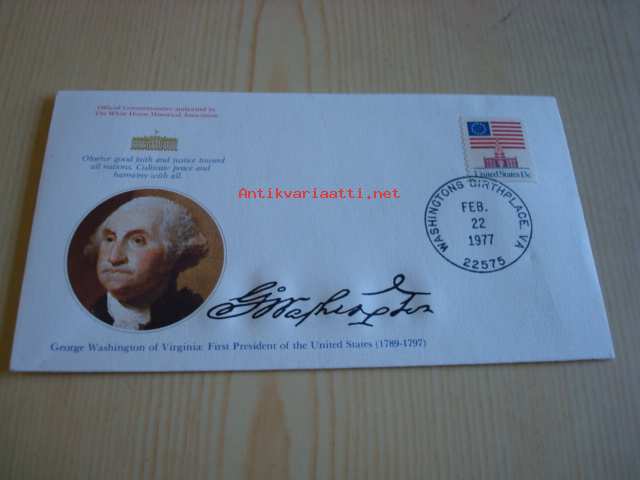 Official Commemorative authorized by
The White House Historical Association
Observe good faith and justice toward
all nations. Cultivate peace and
harmony with all.
Antikvariaatti.net
United States 13c
WASHINGTONS BIRTHPLACE, VA
FEB.
22
1977
22575
G Washington
George Washington of Virginia: First President of the United States (1789-1797)